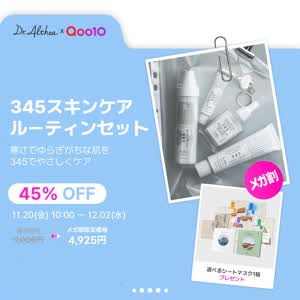 Dr.Althea × Qoo10
345スキンケア
ルーティンセット
寒さでゆらぎがちな肌を
345でやさしくケア
45% OFF
11.20(金) 10:00 ー 12.02(水)
メガ割限定価格
4,925円
メガ割
選べるシートマスク1箱
プレゼント